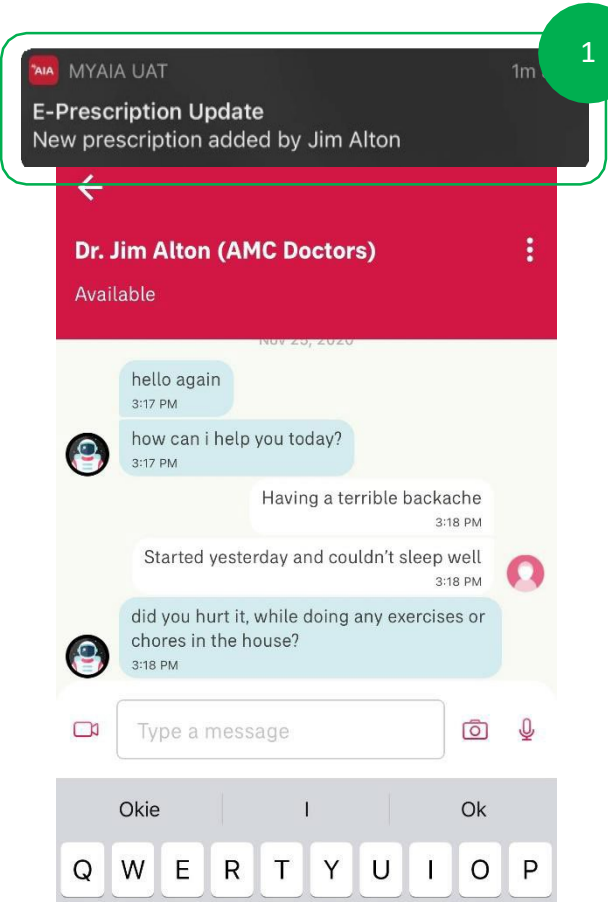 1
AIA MYAIA UAT 1m
E-Prescription Update
New prescription added by Jim Alton
Dr. Jim Alton (AMC Doctors)
Available
Nov 25, 2020
hello again
3:17 PM
how can i help you today?
3:17 PM
Having a terrible backache
3:18 PM
Started yesterday and couldn't sleep well
3:18 PM
did you hurt it, while doing any exercises or
chores in the house?
3:18 PM
Type a message
Okie I Ok
Q W E R T Y U I O P